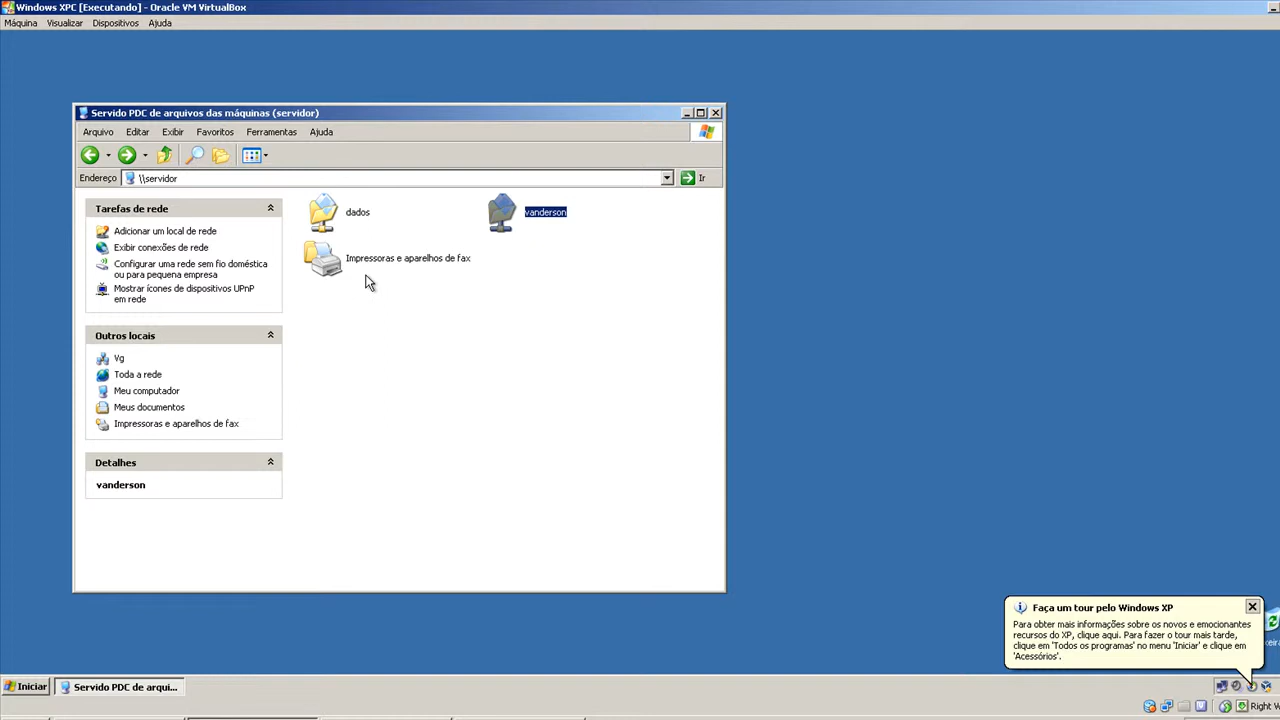 Windows XPC [Executando] - Oracle VM VirtualBox
Máquina Visualizar Dispositivos Ajuda
Servido PDC de arquivos das máquinas (servidor)
Arquivo Editar Exibir Favoritos Ferramentas Ajuda
Endereço \\servidor Ir
Tarefas de rede
Adicionar um local de rede
Exibir conexões de rede
Configurar uma rede sem fio doméstica
ou para pequena empresa
Mostrar ícones de dispositivos UPnP
em rede
Outros locais
Vg
Toda a rede
Meu computador
Meus documentos
Impressoras e aparelhos de fax
Detalhes
vanderson
dados
vanderson
Impressoras e aparelhos de fax
Faça um tour pelo Windows XP
Para obter mais informações sobre os novos e emocionantes
recursos do XP, clique aqui. Para fazer o tour mais tarde,
clique em 'Todos os programas' no menu 'Iniciar' e clique em
'Acessórios'.
Iniciar
Servido PDC de arqui...
Right